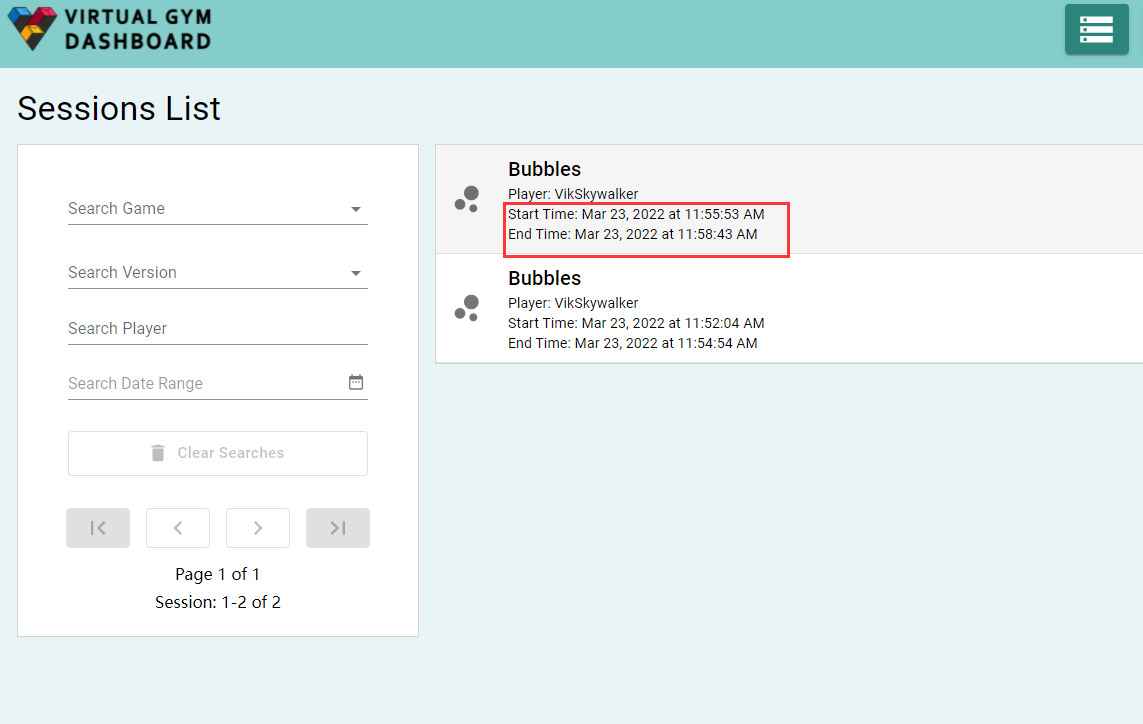 VIRTUAL GYM
DASHBOARD
Sessions List
Search Game
Search Version
Search Player
Search Date Range
Clear Searches
Page 1 of 1
Session: 1-2 of 2
Bubbles
Player: VikSkywalker
Start Time: Mar 23, 2022 at 11:55:53 AM
End Time: Mar 23, 2022 at 11:58:43 AM
Bubbles
Player: VikSkywalker
Start Time: Mar 23, 2022 at 11:52:04 AM
End Time: Mar 23, 2022 at 11:54:54 AM